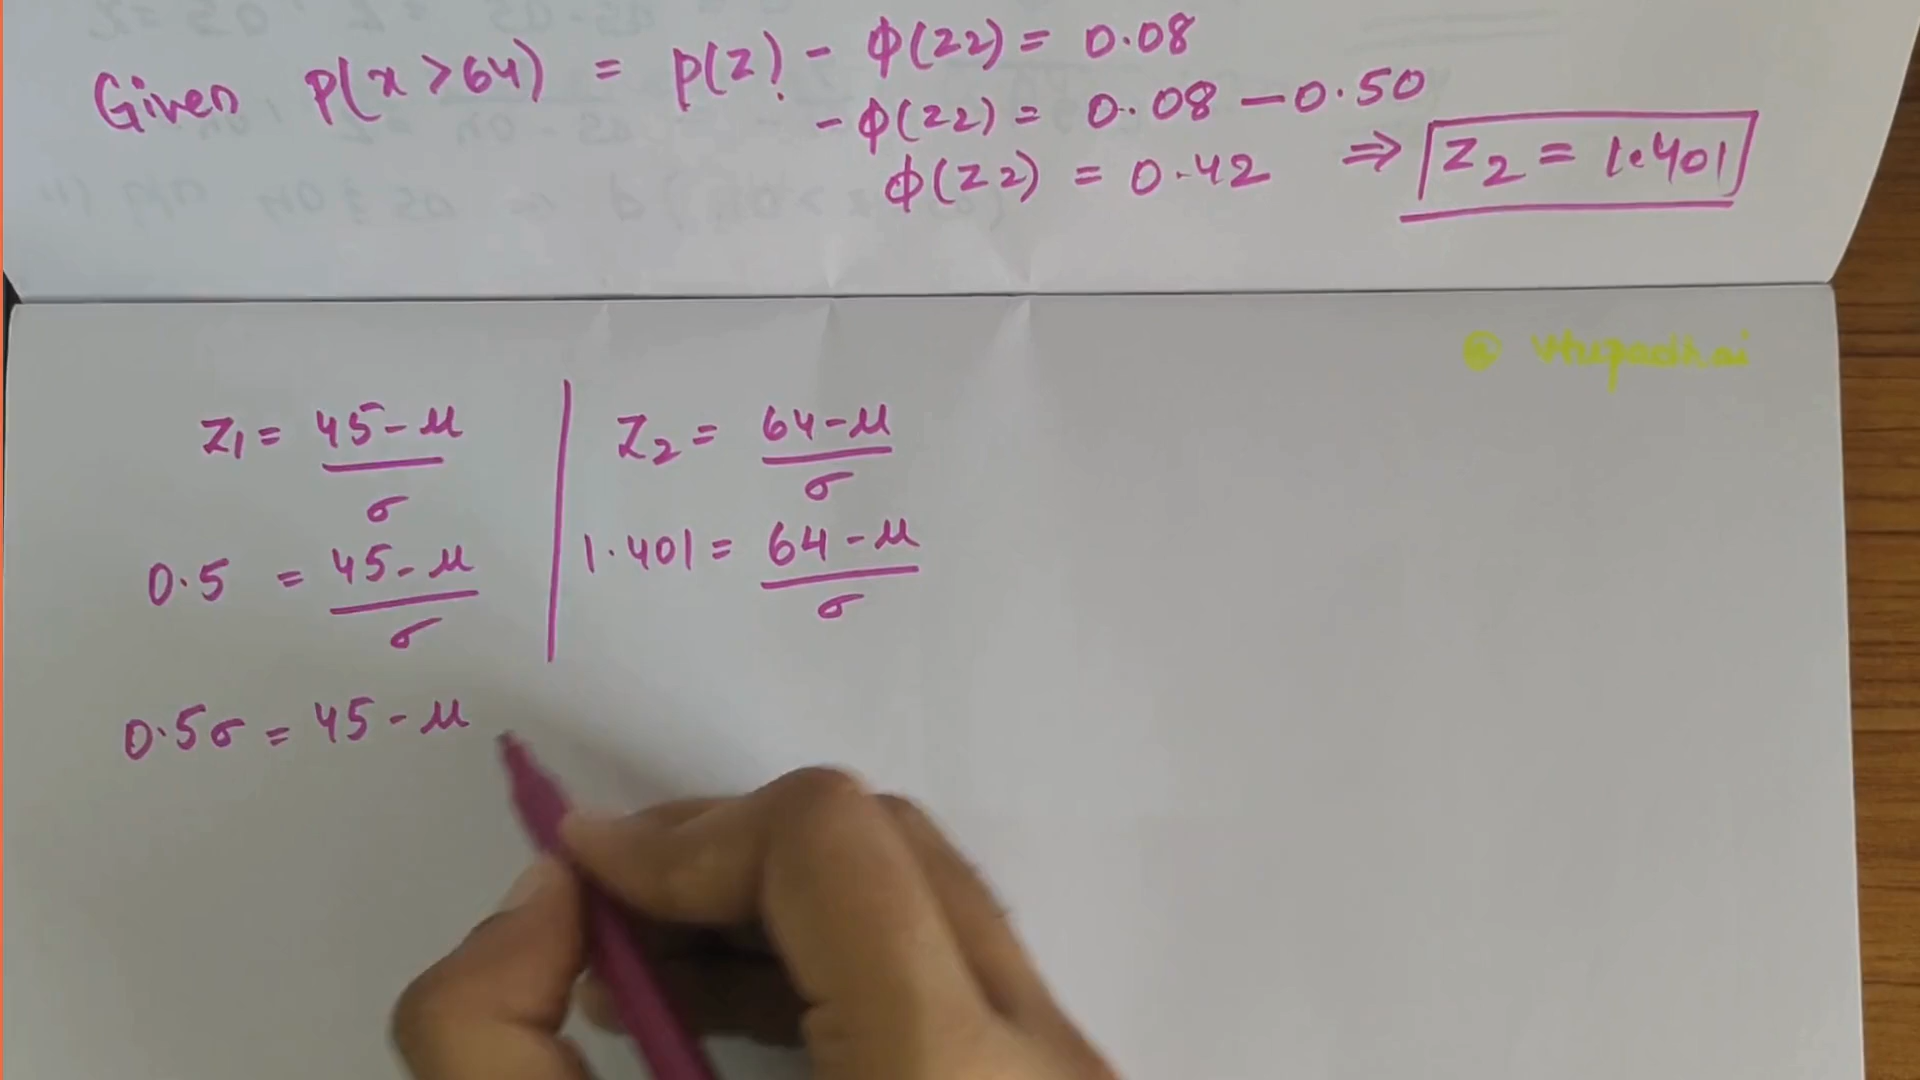 Given P(x>64) = P(z) - φ(z2) = 0.08
- φ(z2) = 0.08 - 0.50
φ(z2) = 0.42 ⇒ z2 = 1.401
z1 = 45-μ / σ
0.5 = 45-μ / σ
z2 = 64-μ / σ
1.401 = 64-μ / σ
0.5σ = 45-μ